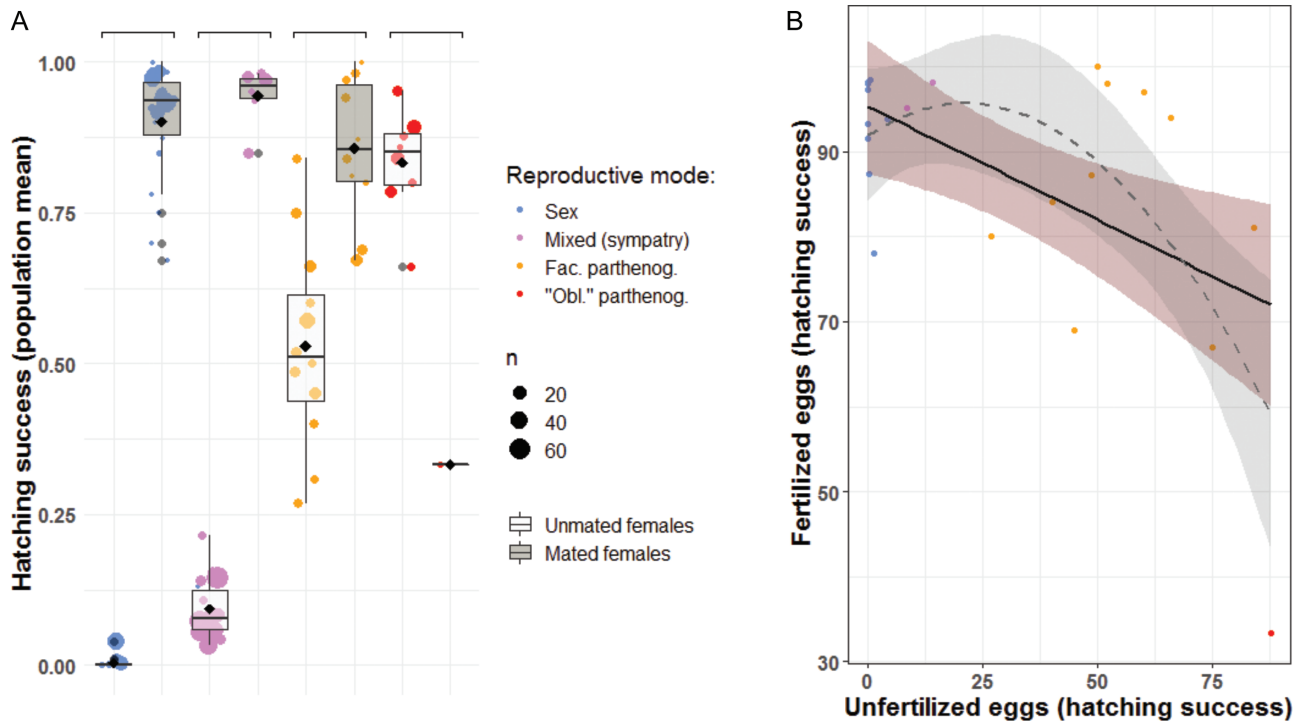 A
Hatching success (population mean)
1.00
0.75
0.50
0.25
0.00
Reproductive mode:
Sex
Mixed (sympatry)
Fac. parthenog.
"Obl." parthenog.
n
20
40
60
Unmated females
Mated females
B
Fertilized eggs (hatching success)
90
70
50
30
0
25
50
75
Unfertilized eggs (hatching success)